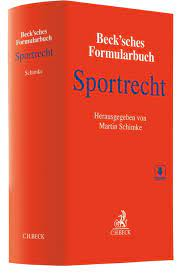 Beck'sches
Formularbuch
Sportrecht
Schimke
C.H.BECK
Beck'sches
Formularbuch
Sportrecht
Herausgegeben von
Martin Schimke
C.H.BECK